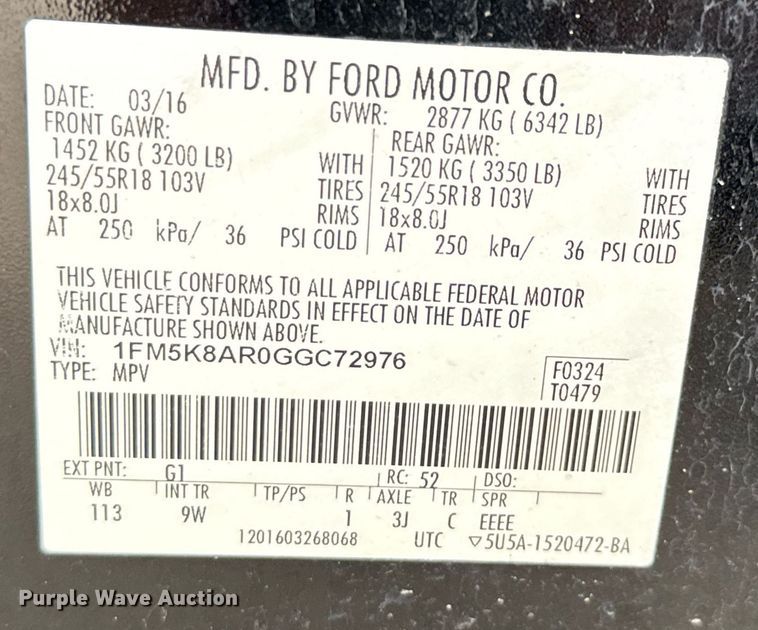 MFD. BY FORD MOTOR CO.
DATE: 03/16 GVWR: 2877 KG ( 6342 LB)
FRONT GAWR: REAR GAWR:
1452 KG ( 3200 LB) WITH 1520 KG ( 3350 LB) WITH
245/55R18 103V TIRES 245/55R18 103V TIRES
18x8.0J RIMS 18x8.0J RIMS
AT 250 kPa/ 36 PSI COLD AT 250 kPa/ 36 PSI COLD
THIS VEHICLE CONFORMS TO ALL APPLICABLE FEDERAL MOTOR
VEHICLE SAFETY STANDARDS IN EFFECT ON THE DATE OF
MANUFACTURE SHOWN ABOVE.
VIN: 1FM5K8AR0GGC72976
TYPE: MPV
F0324
T0479
EXT PNT: G1 RC: 52 DSO:
WB INT TR TP/PS R AXLE TR SPR
113 9W 1 3J C EEEE
1201603268068 UTC ▽5U5A-1520472-BA
Purple Wave Auction